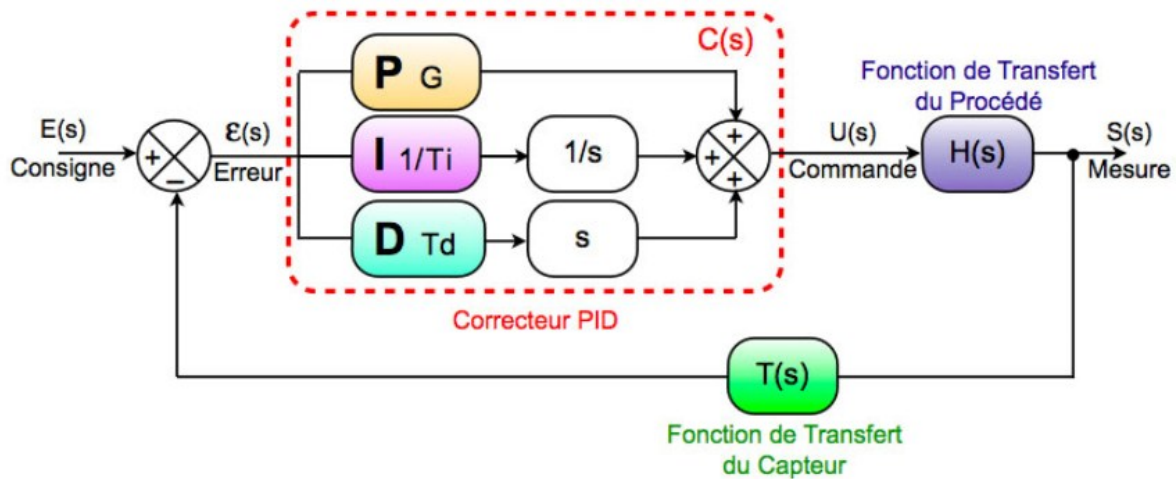 C(s)
P G
Fonction de Transfert
du Procédé
E(s)
Consigne
+
−
ε(s)
Erreur
I 1/Ti
1/s
+
+
+
U(s)
Commande
H(s)
S(s)
Mesure
D Td
s
Correcteur PID
T(s)
Fonction de Transfert
du Capteur